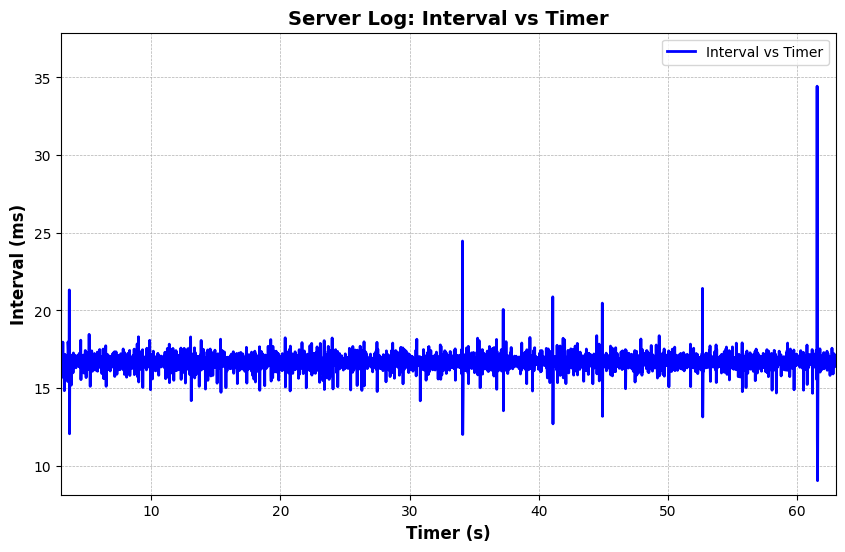 Server Log: Interval vs Timer
Interval vs Timer
Interval (ms)
35
30
25
20
15
10
10 20 30 40 50 60
Timer (s)